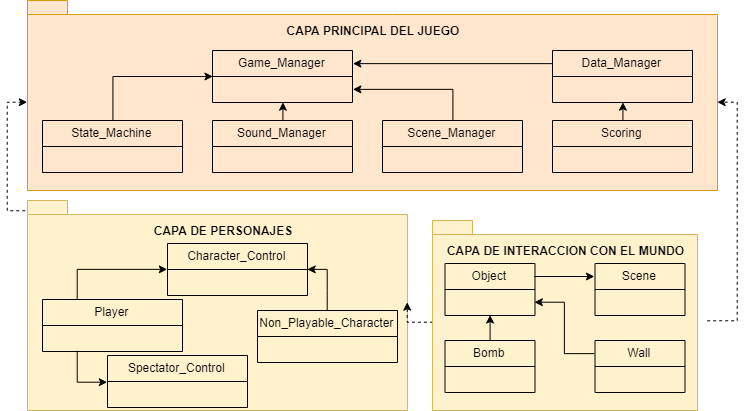 CAPA PRINCIPAL DEL JUEGO
Game_Manager
Data_Manager
State_Machine
Sound_Manager
Scene_Manager
Scoring
CAPA DE PERSONAJES
Character_Control
Player
Non_Playable_Character
Spectator_Control
CAPA DE INTERACCION CON EL MUNDO
Object
Scene
Bomb
Wall